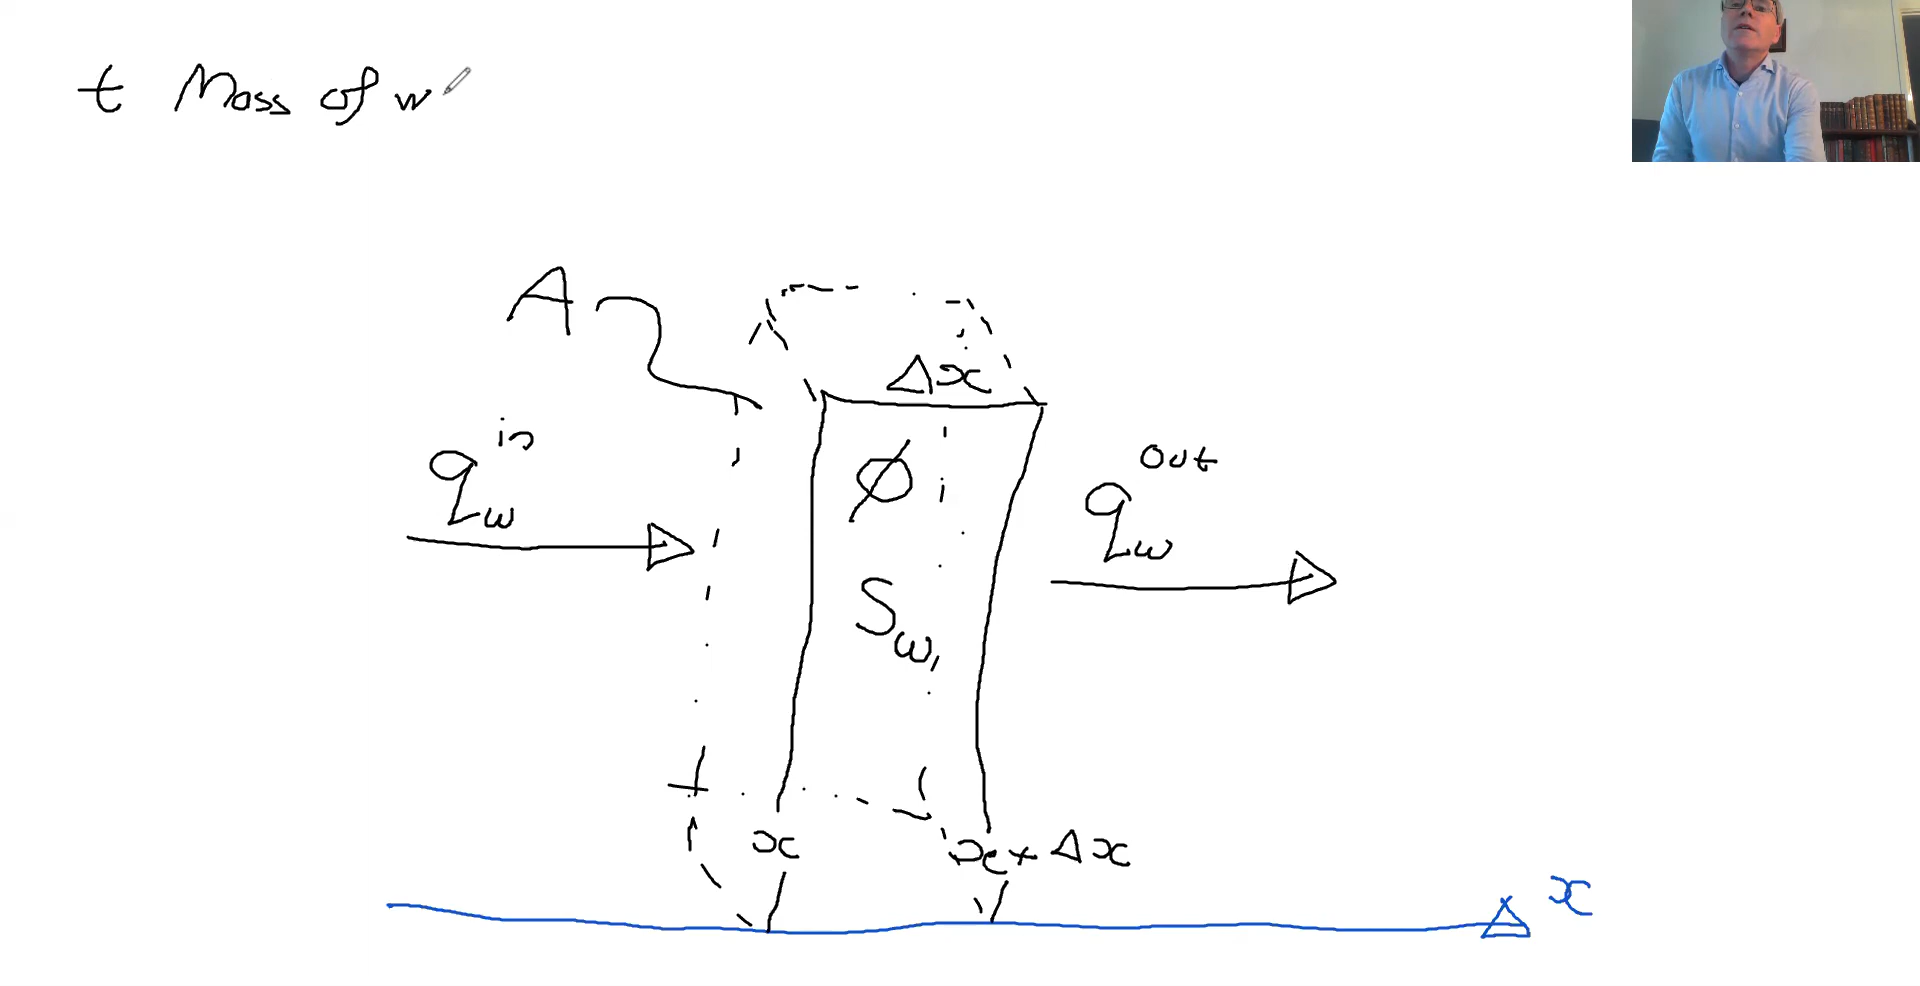 t Mass of w
A
Δx
q_w^in
ϕ
q_w^out
S_w
x
x + Δx
x